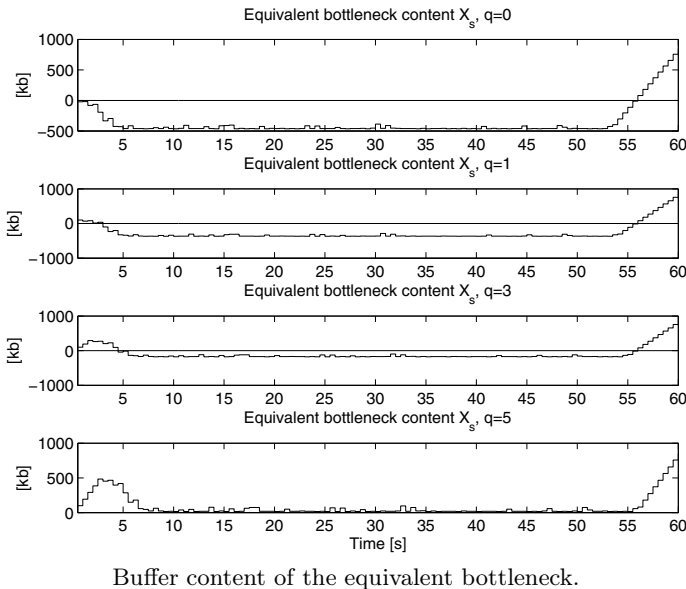 Equivalent bottleneck content X_s, q=0
1000
500
0
−500
[kb]
5 10 15 20 25 30 35 40 45 50 55 60
Equivalent bottleneck content X_s, q=1
1000
0
−1000
[kb]
5 10 15 20 25 30 35 40 45 50 55 60
Equivalent bottleneck content X_s, q=3
1000
0
−1000
[kb]
5 10 15 20 25 30 35 40 45 50 55 60
Equivalent bottleneck content X_s, q=5
1000
500
0
[kb]
5 10 15 20 25 30 35 40 45 50 55 60
Time [s]
Buffer content of the equivalent bottleneck.